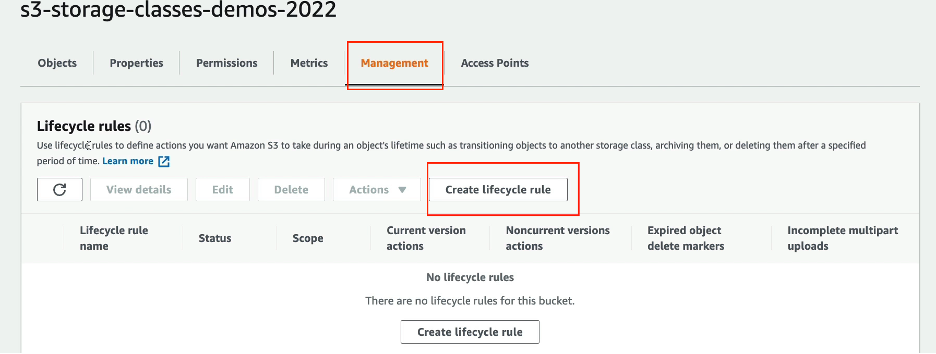 s3-storage-classes-demos-2022
Objects Properties Permissions Metrics Management Access Points
Lifecycle rules (0)
Use lifecycle rules to define actions you want Amazon S3 to take during an object's lifetime such as transitioning objects to another storage class, archiving them, or deleting them after a specified
period of time. Learn more
View details Edit Delete Actions Create lifecycle rule
Lifecycle rule name Status Scope Current version actions Noncurrent versions actions Expired object delete markers Incomplete multipart uploads
No lifecycle rules
There are no lifecycle rules for this bucket.
Create lifecycle rule